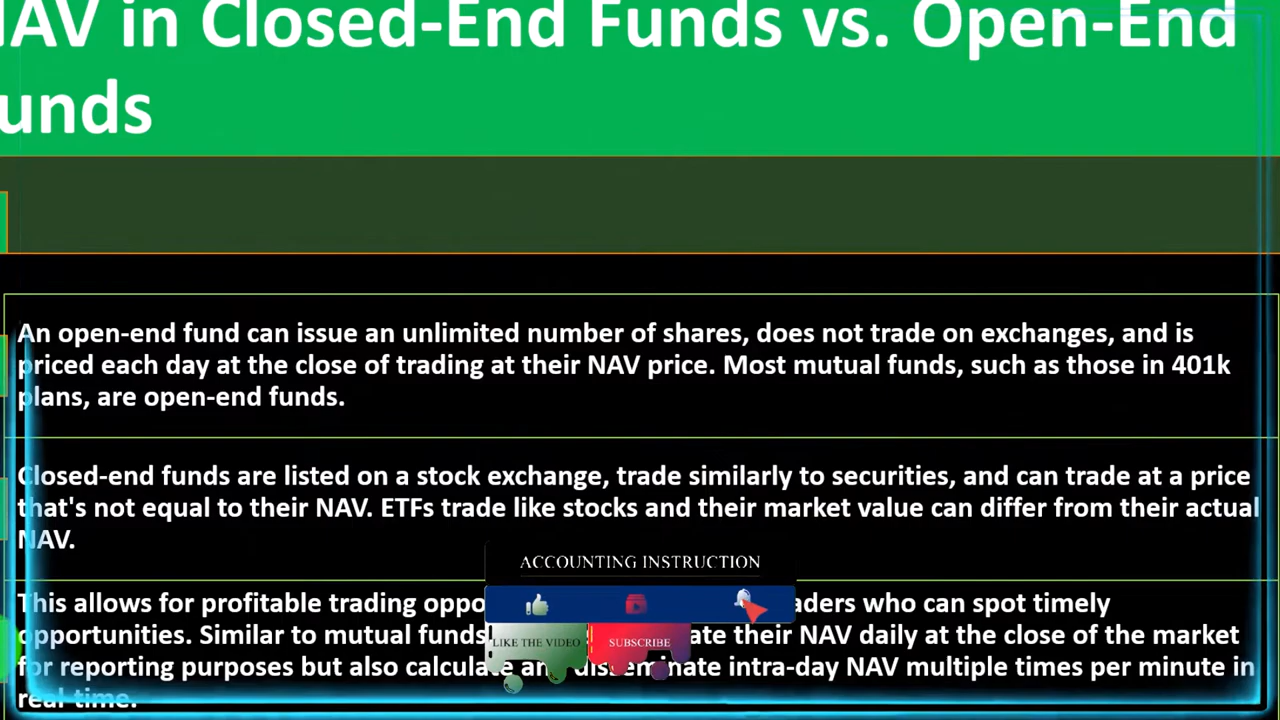 NAV in Closed-End Funds vs. Open-End
unds
An open-end fund can issue an unlimited number of shares, does not trade on exchanges, and is
priced each day at the close of trading at their NAV price. Most mutual funds, such as those in 401k
plans, are open-end funds.
Closed-end funds are listed on a stock exchange, trade similarly to securities, and can trade at a price
that's not equal to their NAV. ETFs trade like stocks and their market value can differ from their actual
NAV.
This allows for profitable trading oppo aders who can spot timely
opportunities. Similar to mutual funds ate their NAV daily at the close of the market
for reporting purposes but also calculate and disseminate intra-day NAV multiple times per minute in
real time.
ACCOUNTING INSTRUCTION
LIKE THE VIDEO
SUBSCRIBE